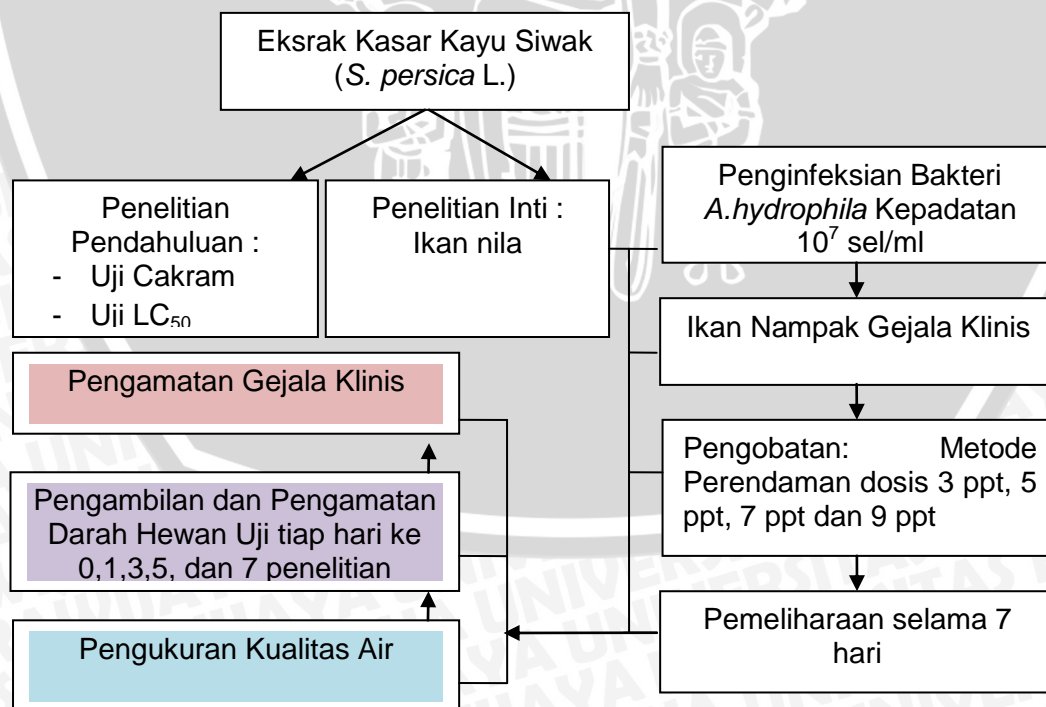 Eksrak Kasar Kayu Siwak
(S. persica L.)
Penelitian
Pendahuluan :
- Uji Cakram
- Uji LC50
Penelitian Inti :
Ikan nila
Penginfeksian Bakteri
A.hydrophila Kepadatan
10⁷ sel/ml
Ikan Nampak Gejala Klinis
Pengobatan: Metode
Perendaman dosis 3 ppt, 5
ppt, 7 ppt dan 9 ppt
Pemeliharaan selama 7
hari
Pengamatan Gejala Klinis
Pengambilan dan Pengamatan
Darah Hewan Uji tiap hari ke
0,1,3,5, dan 7 penelitian
Pengukuran Kualitas Air